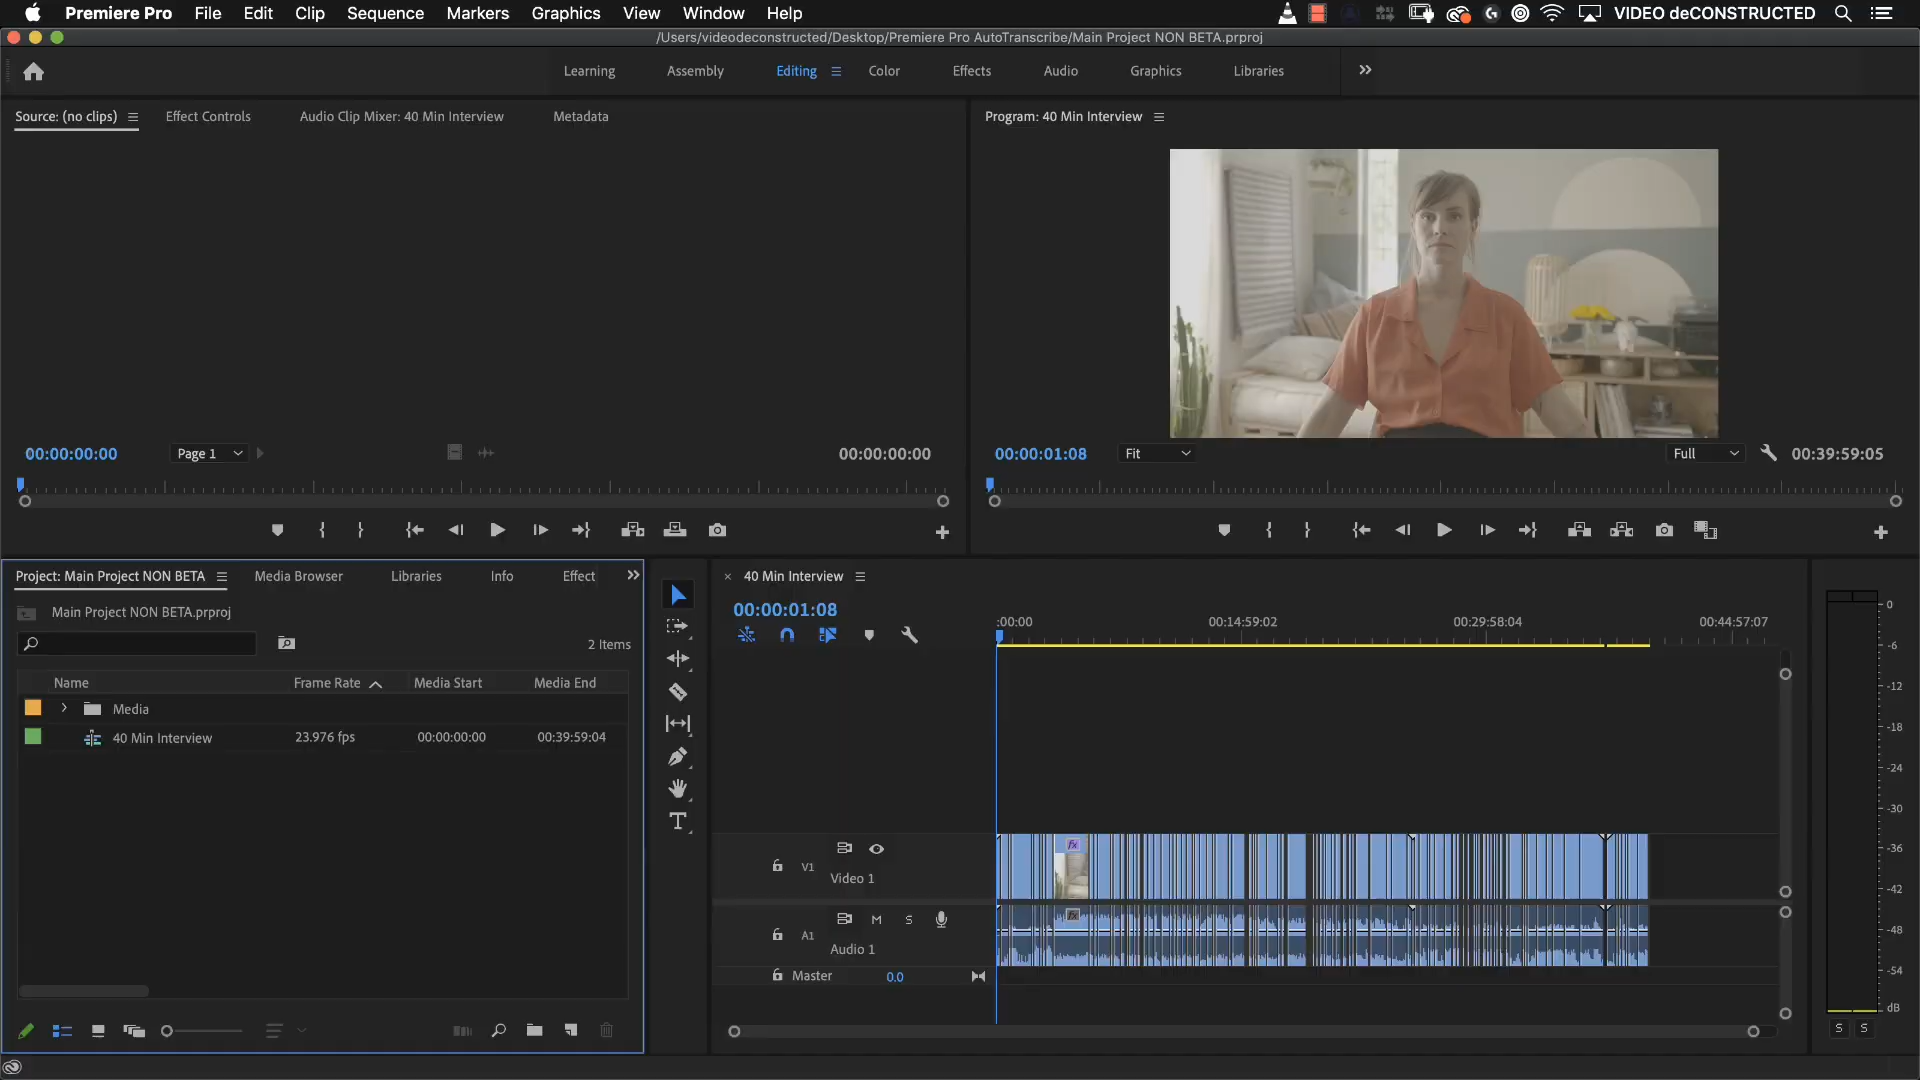 Premiere Pro File Edit Clip Sequence Markers Graphics View Window Help VIDEO deCONSTRUCTED
/Users/videodeconstructed/Desktop/Premiere Pro AutoTranscribe/Main Project NON BETA.prproj
Learning Assembly Editing Color Effects Audio Graphics Libraries
Source: (no clips) Effect Controls Audio Clip Mixer: 40 Min Interview Metadata
Program: 40 Min Interview
00:00:00:00 Page 1 00:00:00:00
00:00:01:08 Fit Full 00:39:59:05
Project: Main Project NON BETA Media Browser Libraries Info Effect
Main Project NON BETA.prproj
2 Items
Name Frame Rate Media Start Media End
Media
40 Min Interview 23.976 fps 00:00:00:00 00:39:59:04
40 Min Interview
00:00:01:08
:00:00 00:14:59:02 00:29:58:04 00:44:57:07
fx
V1
Video 1
fx
M S
A1
Audio 1
Master 0.0
0
-6
-12
-18
-24
-30
-36
-42
-48
-54
dB
S S